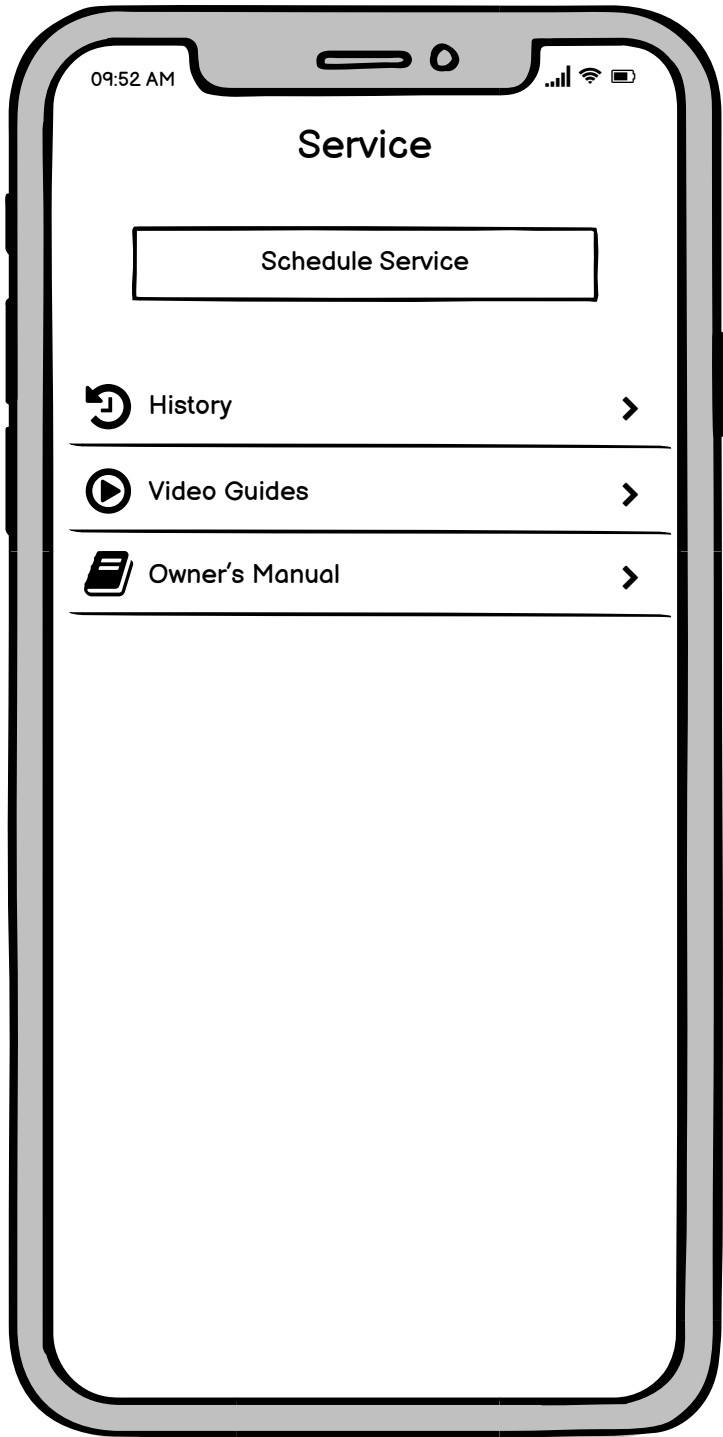 09:52 AM
Service
Schedule Service
History
Video Guides
Owner's Manual